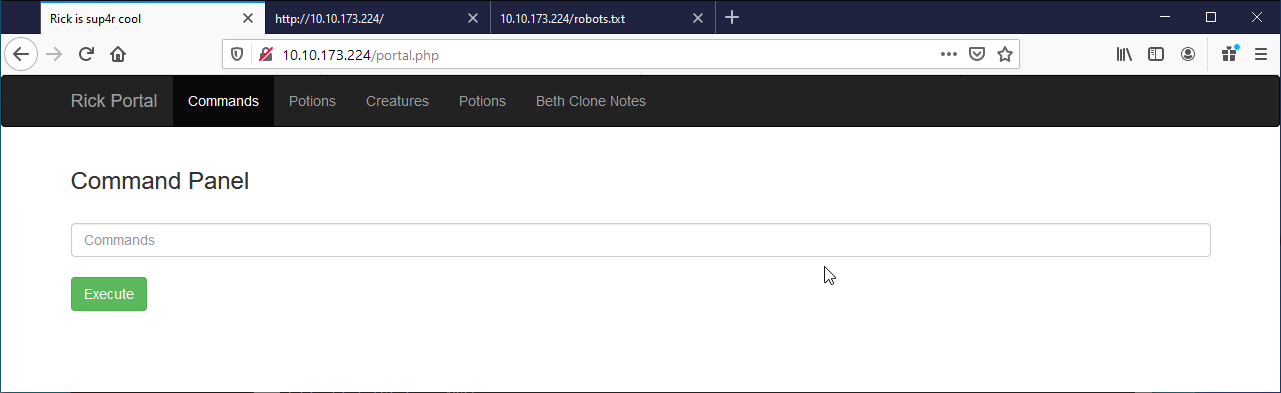 Rick is sup4r cool http://10.10.173.224/ 10.10.173.224/robots.txt
10.10.173.224/portal.php
Rick Portal Commands Potions Creatures Potions Beth Clone Notes
Command Panel
Commands
Execute